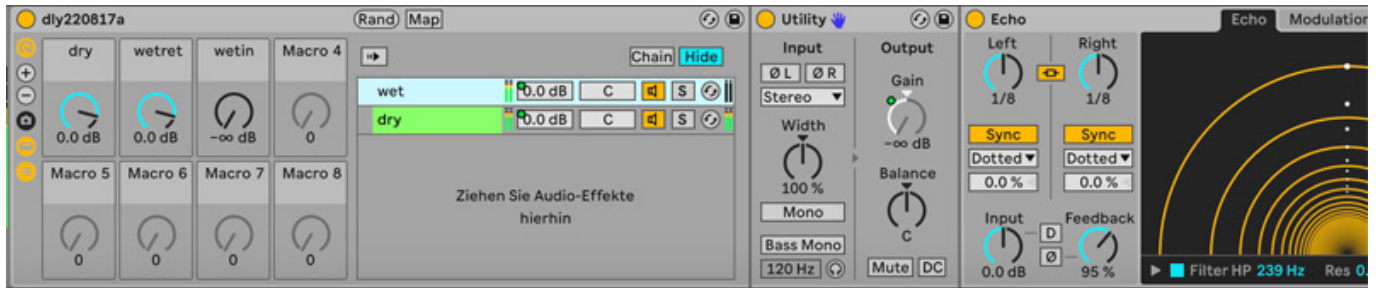 dly220817a
Rand Map
dry wetret wetin Macro 4
0.0 dB 0.0 dB -∞ dB 0
Macro 5 Macro 6 Macro 7 Macro 8
0 0 0 0
Chain Hide
wet 0.0 dB C S
dry 0.0 dB C S
Ziehen Sie Audio-Effekte
hierhin
Utility
Input Output
Ø L Ø R
Stereo
Gain
-∞ dB
Width
100 %
Balance
C
Mono
Bass Mono
120 Hz
Mute DC
Echo
Echo Modulation
Left Right
1/8 1/8
Sync Sync
Dotted Dotted
0.0 % 0.0 %
Input Feedback
D
Ø
0.0 dB 95 %
Filter HP 239 Hz Res 0.